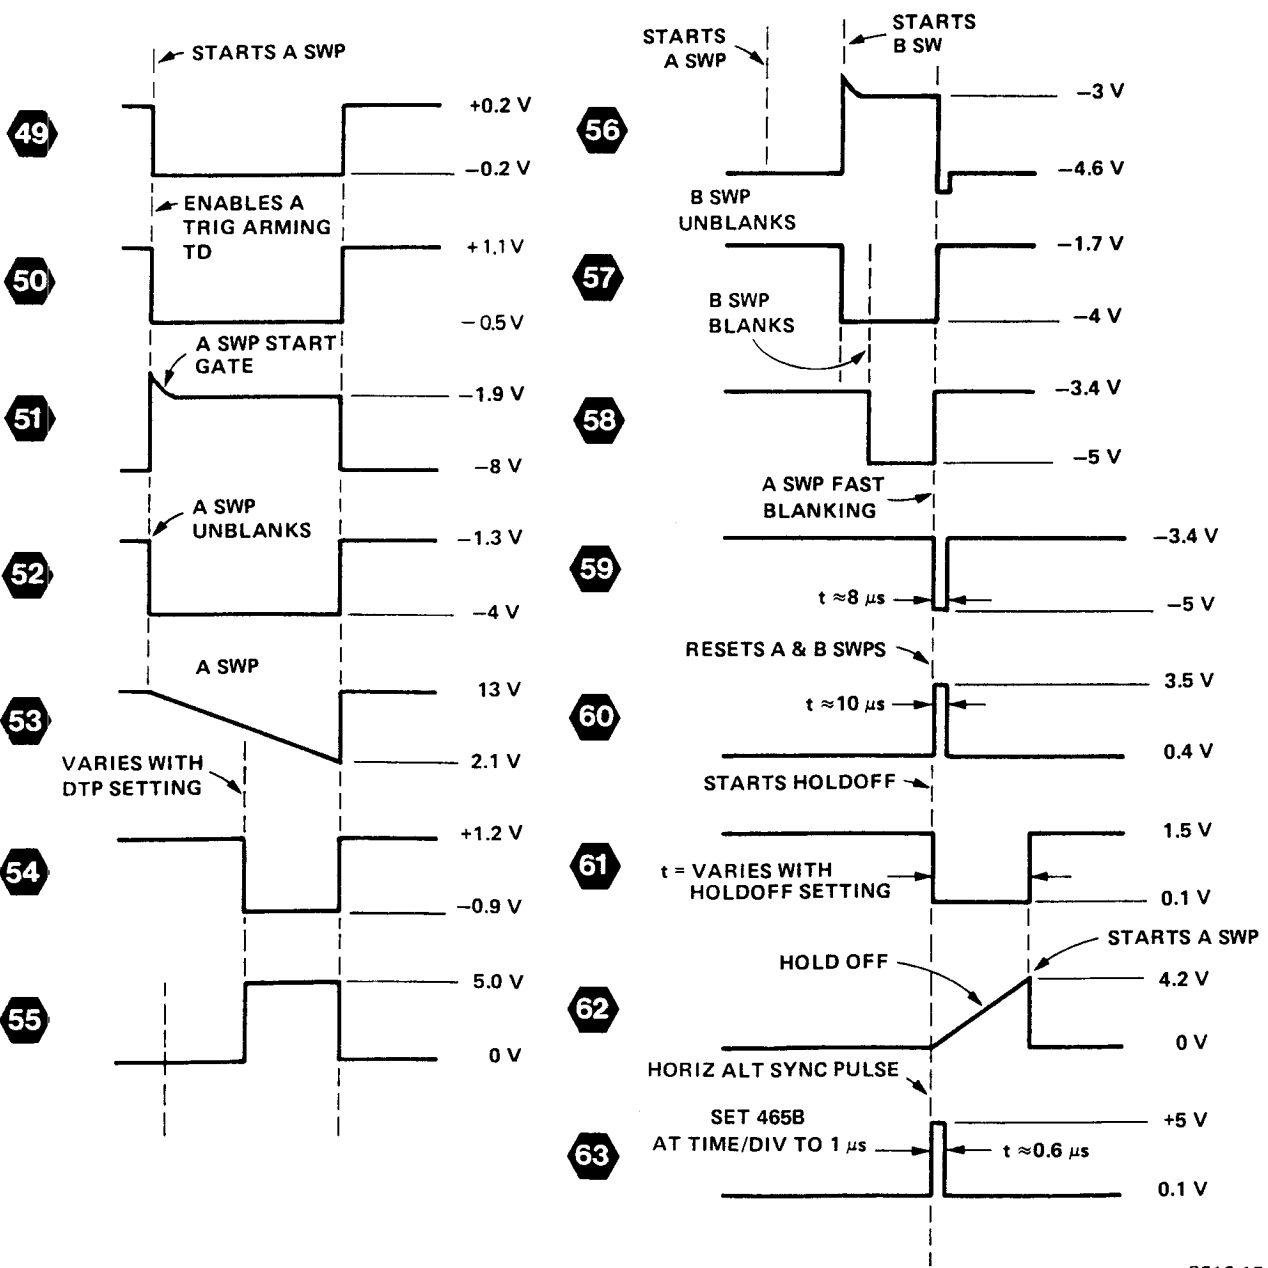 STARTS A SWP
49
+0.2 V
−0.2 V
ENABLES A
TRIG ARMING
TD
50
+1.1 V
−0.5 V
A SWP START
GATE
51
−1.9 V
−8 V
A SWP
UNBLANKS
52
−1.3 V
−4 V
A SWP
53
13 V
2.1 V
VARIES WITH
DTP SETTING
54
+1.2 V
−0.9 V
55
5.0 V
0 V
STARTS
A SWP
STARTS
B SW
56
−3 V
−4.6 V
B SWP
UNBLANKS
57
−1.7 V
−4 V
B SWP
BLANKS
58
−3.4 V
−5 V
A SWP FAST
BLANKING
59
−3.4 V
t ≈8 μs
−5 V
RESETS A & B SWPS
60
3.5 V
t ≈10 μs
0.4 V
STARTS HOLDOFF
61
1.5 V
t = VARIES WITH
HOLDOFF SETTING
0.1 V
STARTS A SWP
HOLD OFF
62
4.2 V
0 V
HORIZ ALT SYNC PULSE
63
SET 465B
AT TIME/DIV TO 1 μs
+5 V
t ≈0.6 μs
0.1 V